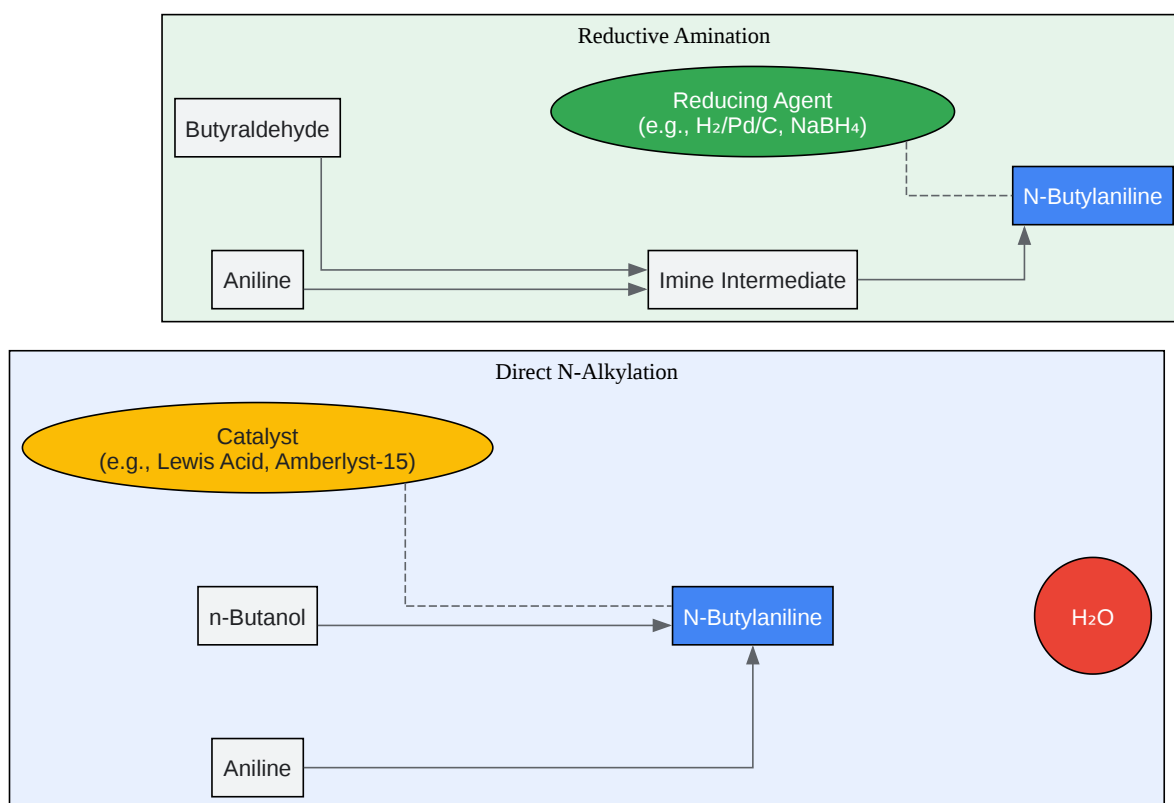 Reductive Amination
Reducing Agent
(e.g., H₂/Pd/C, NaBH₄)
Butyraldehyde
N-Butylaniline
Aniline
Imine Intermediate
Direct N-Alkylation
Catalyst
(e.g., Lewis Acid, Amberlyst-15)
n-Butanol
N-Butylaniline
H₂O
Aniline